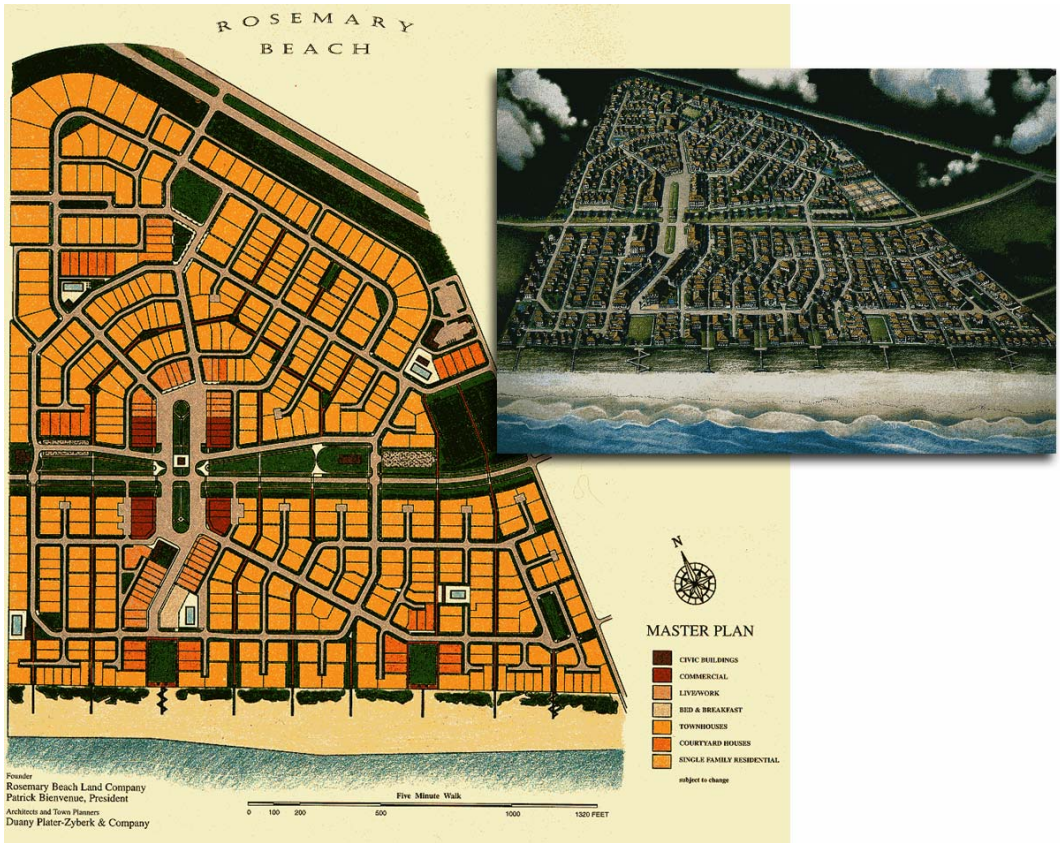 ROSEMARY
BEACH
N
MASTER PLAN
CIVIC BUILDINGS
COMMERCIAL
LIVE/WORK
BED & BREAKFAST
TOWNHOUSES
COURTYARD HOUSES
SINGLE FAMILY RESIDENTIAL
subject to change
Founder
Rosemary Beach Land Company
Patrick Bienvenue, President
Architects and Town Planners
Duany Plater-Zyberk & Company
Five Minute Walk
0 100 200 500 1000 1320 FEET